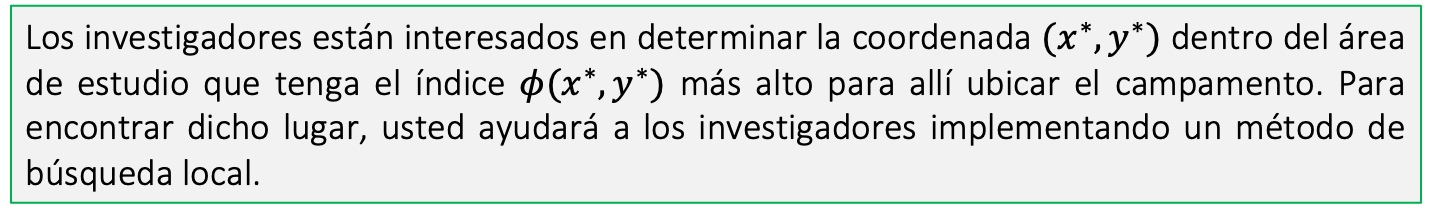 Los investigadores están interesados en determinar la coordenada (𝒙*, 𝒚*) dentro del área
de estudio que tenga el índice 𝝓(𝒙*, 𝒚*) más alto para allí ubicar el campamento. Para
encontrar dicho lugar, usted ayudará a los investigadores implementando un método de
búsqueda local.